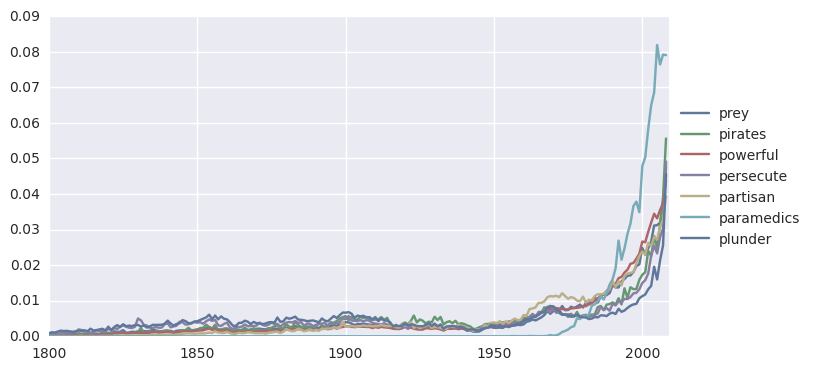 0.09
0.08
0.07
0.06
0.05
0.04
0.03
0.02
0.01
0.00
1800 1850 1900 1950 2000
prey
pirates
powerful
persecute
partisan
paramedics
plunder